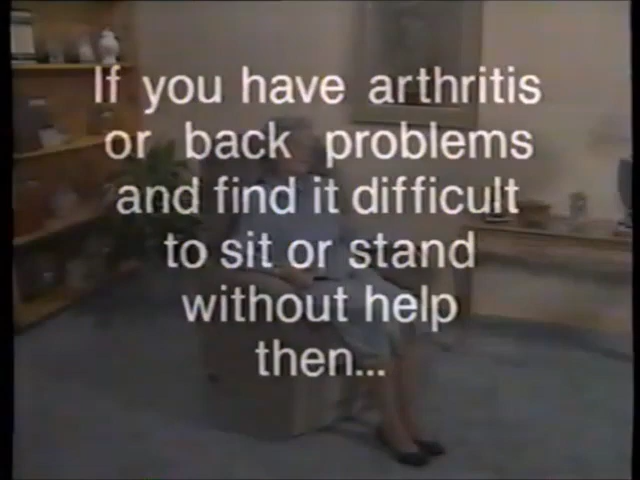 If you have arthritis
or back problems
and find it difficult
to sit or stand
without help
then...